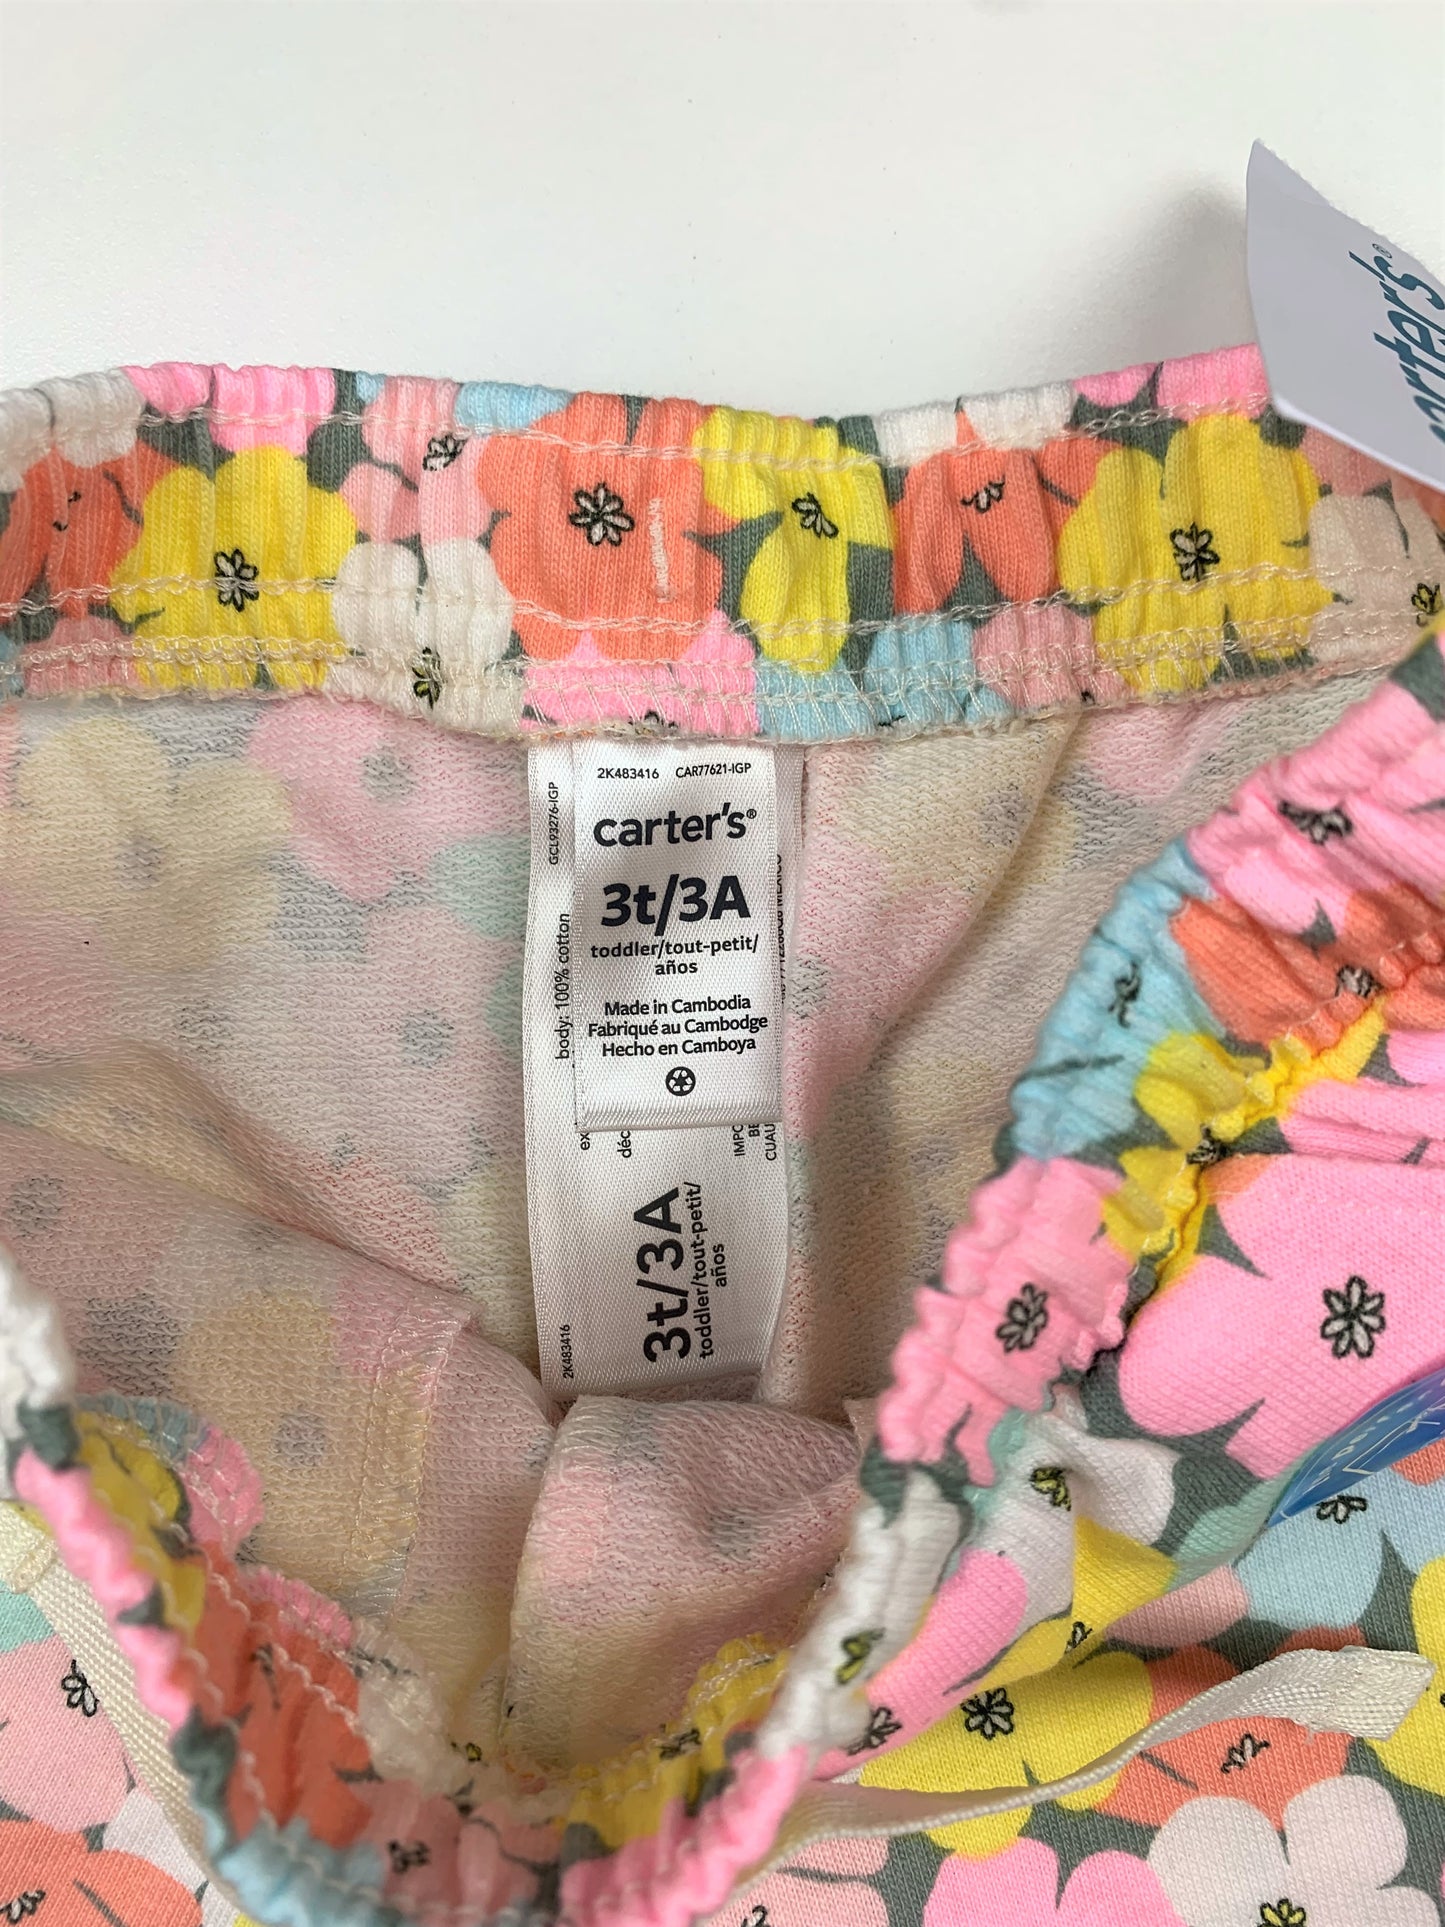 2K483416 CAR77621-IGP
carter's®
3t/3A
toddler/tout-petit/
años
Made in Cambodia
Fabriqué au Cambodge
Hecho en Camboya
GCL93276-IGP
body: 100% cotton
3t/3A
toddler/tout-petit/
años
2K483416
MEXICO
carter's®